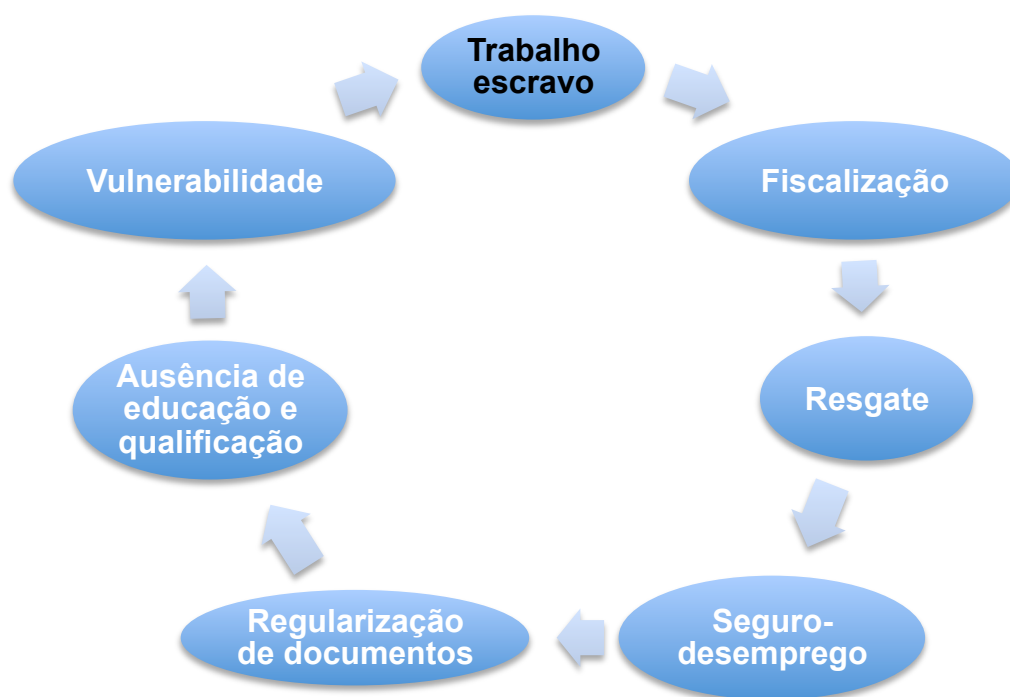 Trabalho
escravo
Fiscalização
Resgate
Seguro-
desemprego
Regularização
de documentos
Ausência de
educação e
qualificação
Vulnerabilidade